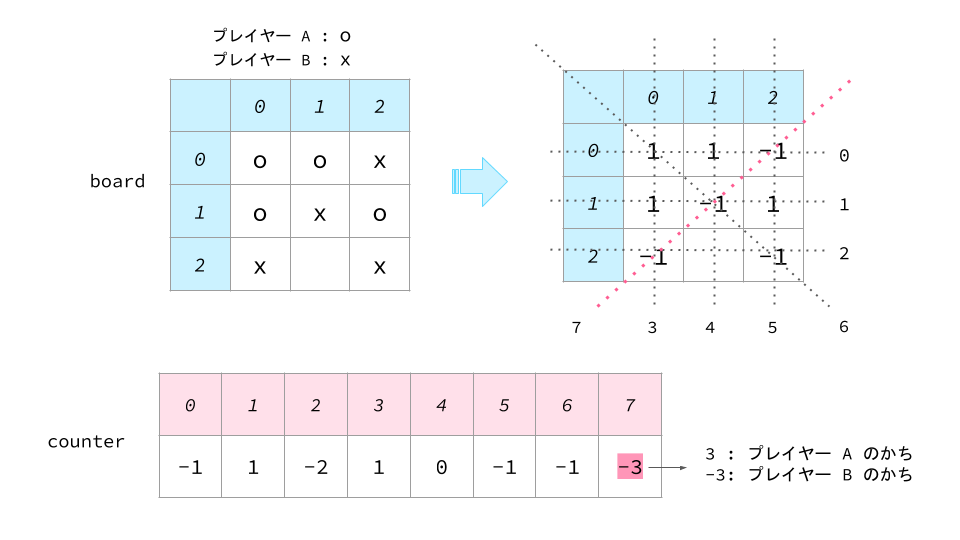 プレイヤー A : o
プレイヤー B : x
board
0 1 2
0 o o x
1 o x o
2 x x
0 1 2
0 1 1 -1 0
1 1 -1 1 1
2 -1 -1 2
7 3 4 5 6
counter
0 1 2 3 4 5 6 7
-1 1 -2 1 0 -1 -1 -3
3 : プレイヤー A のかち
-3: プレイヤー B のかち